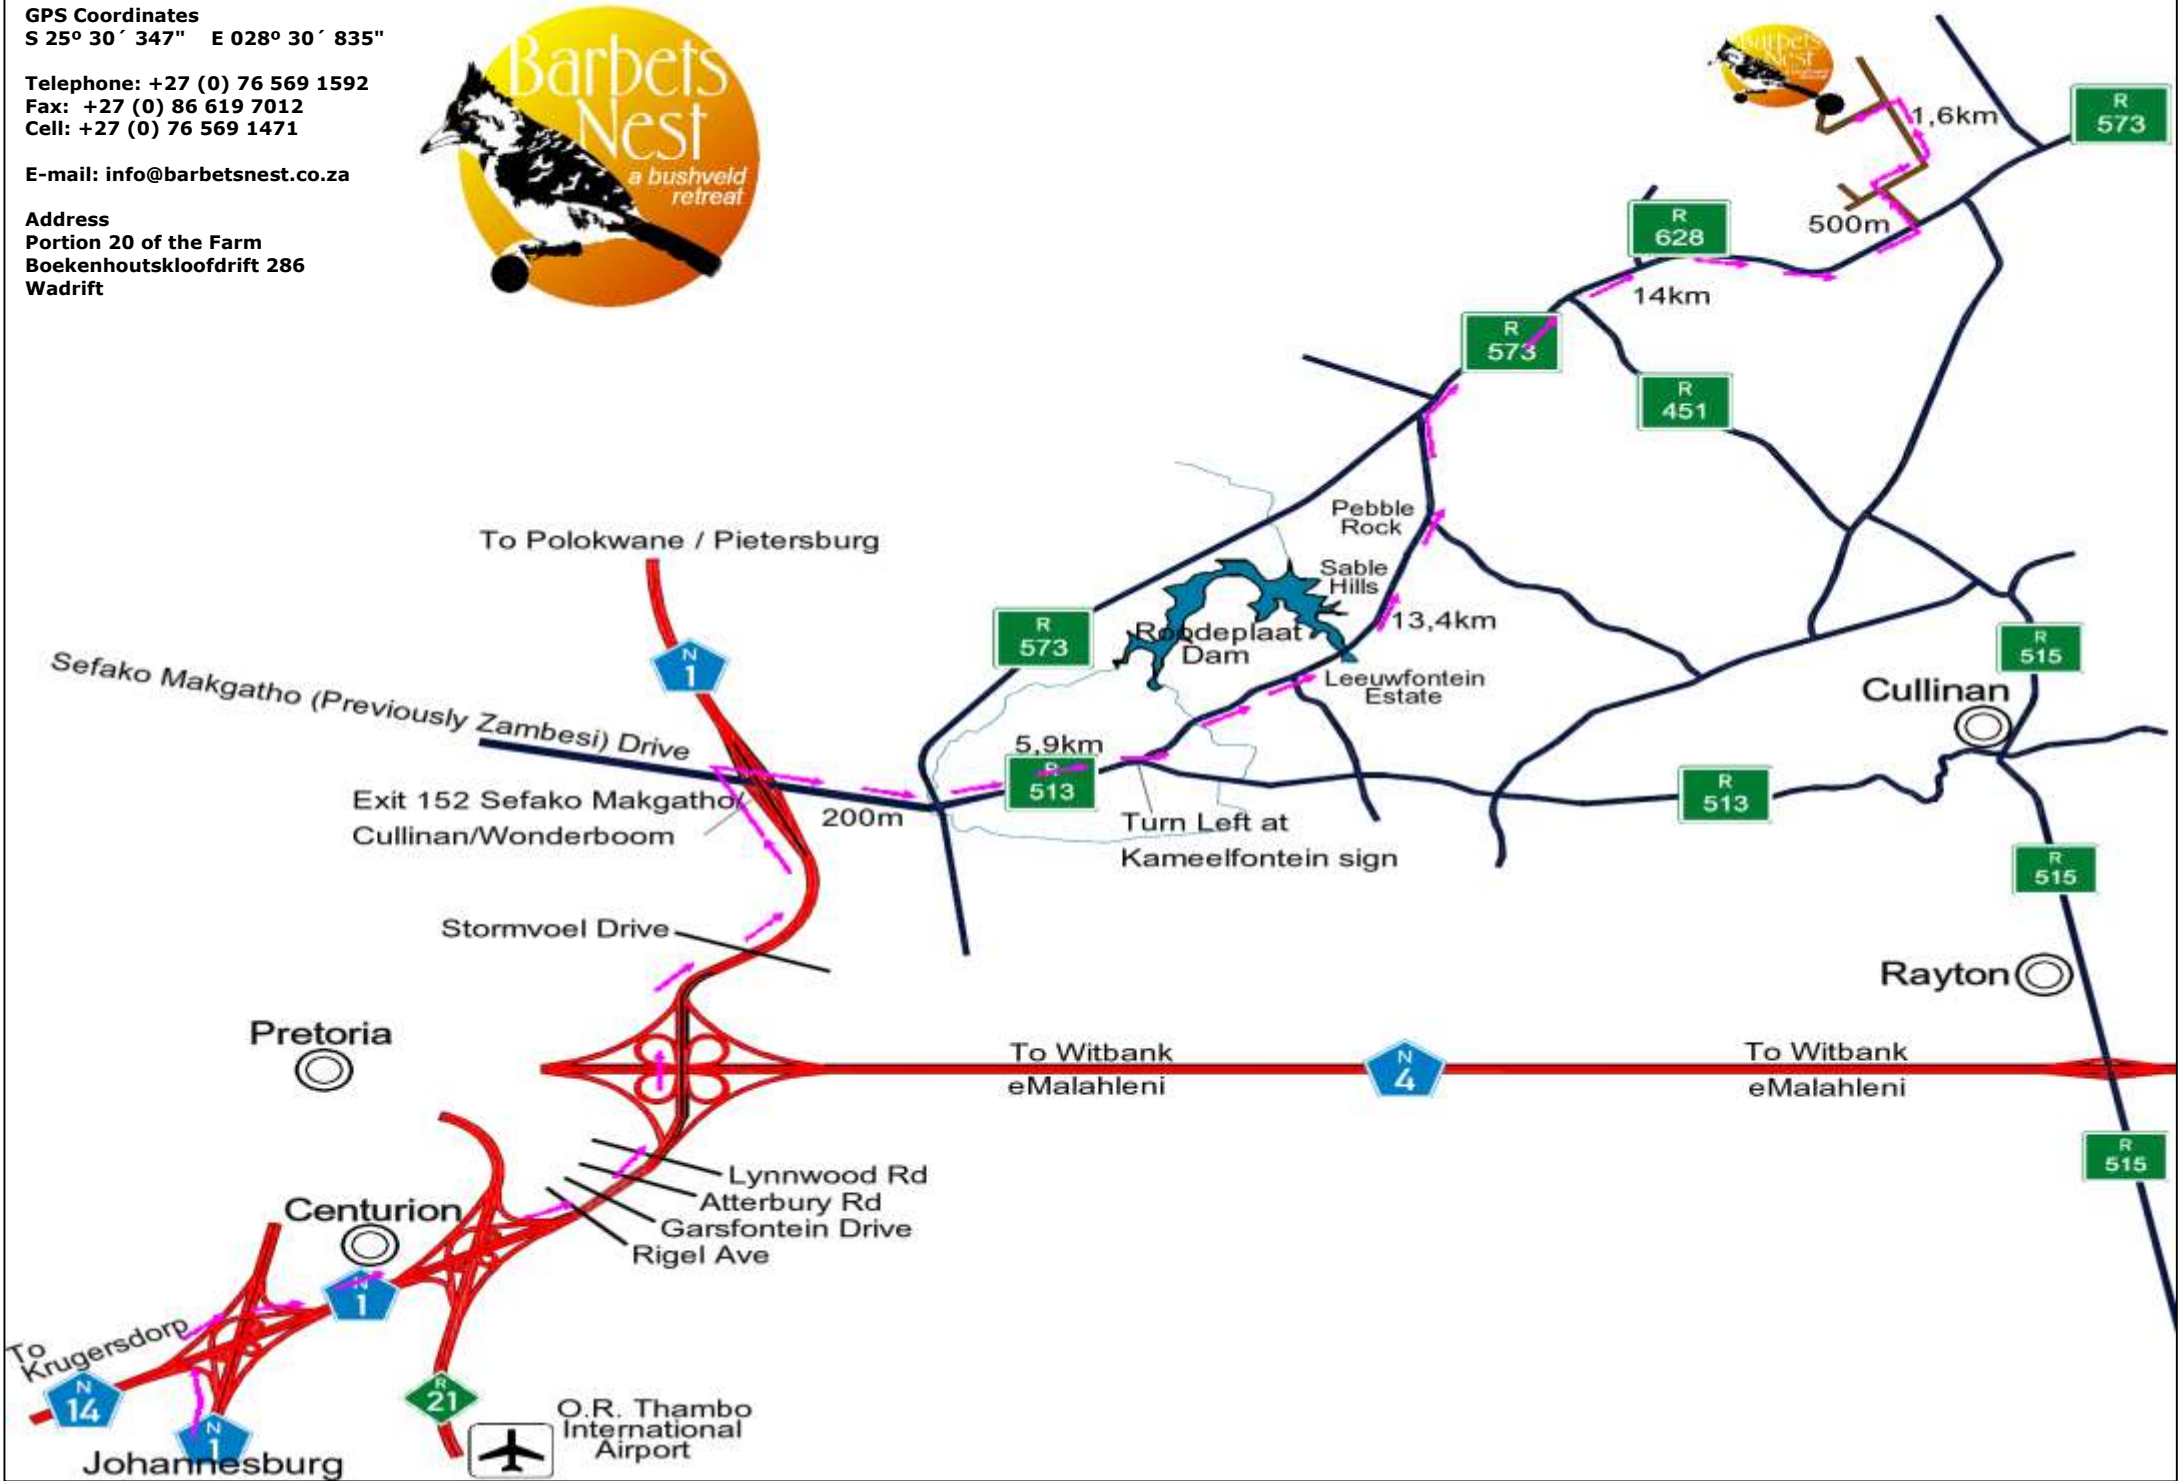 GPS Coordinates
S 25º 30´ 347" E 028º 30´ 835"
Telephone: +27 (0) 76 569 1592
Fax: +27 (0) 86 619 7012
Cell: +27 (0) 76 569 1471
E-mail: info@barbetsnest.co.za
Address
Portion 20 of the Farm
Boekenhoutskloofdrift 286
Wadrift
Barbets
Nest
a bushveld
retreat
Barbets
Nest
1,6km
R
573
500m
R
628
14km
R
573
R
451
Pebble
Rock
Sable
Hills
13,4km
To Polokwane / Pietersburg
N
1
R
573
Roodeplaat
Dam
Leeuwfontein
Estate
R
515
Cullinan
Sefako Makgatho (Previously Zambesi) Drive
5,9km
R
513
R
513
Exit 152 Sefako Makgatho/
Cullinan/Wonderboom
200m
Turn Left at
Kameelfontein sign
R
515
Stormvoel Drive
Rayton
Pretoria
To Witbank
eMalahleni
N
4
To Witbank
eMalahleni
R
515
Lynnwood Rd
Atterbury Rd
Garsfontein Drive
Rigel Ave
Centurion
N
1
To
Krugersdorp
N
14
N
1
Johannesburg
R
21
O.R. Thambo
International
Airport